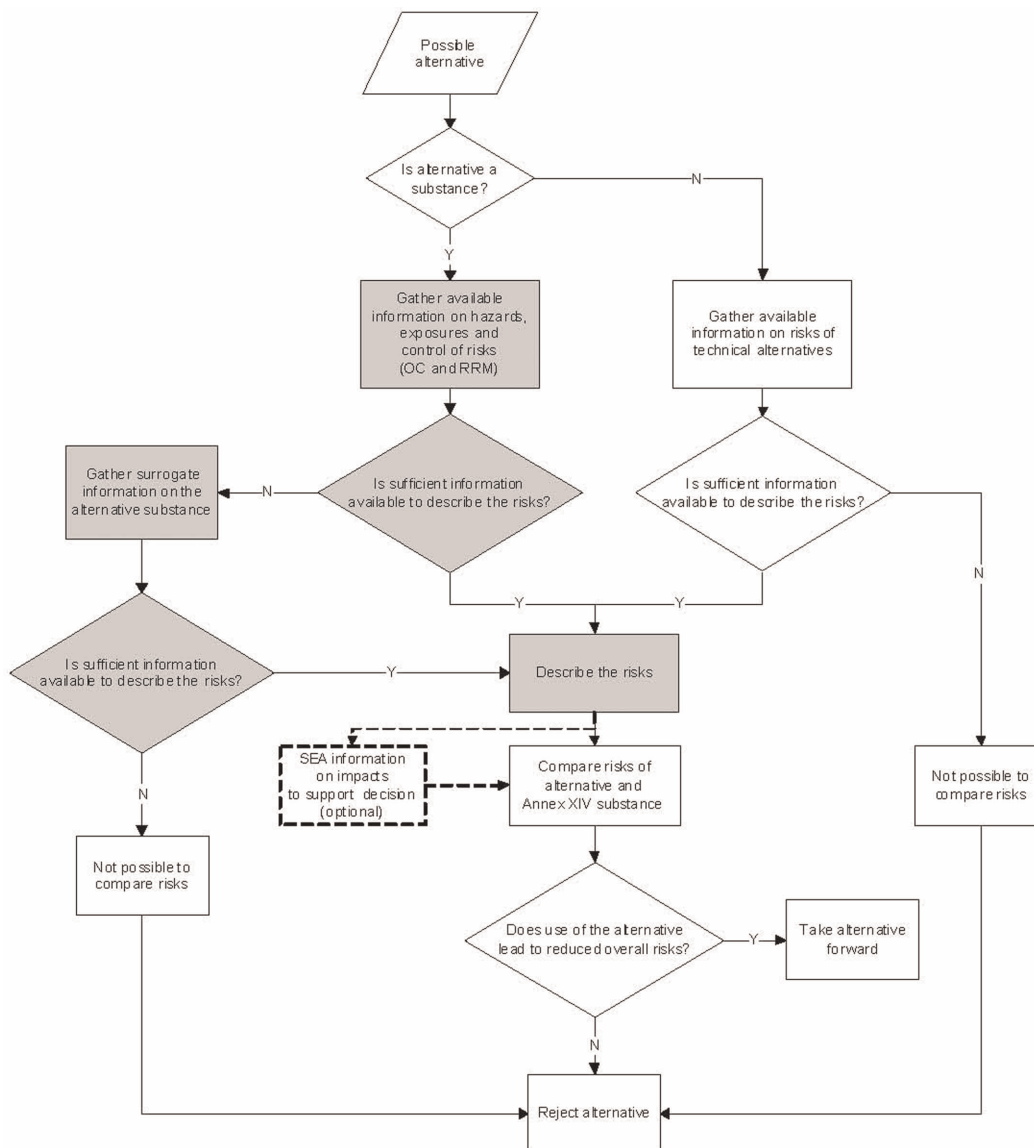 Possible
alternative
Is alternative a
substance?
N
Y
Gather available
information on hazards,
exposures and
control of risks
(OC and RRM)
Gather available
information on risks of
technical alternatives
Gather surrogate
information on the
alternative substance
N
Is sufficient information
available to describe the risks?
Is sufficient information
available to describe the risks?
N
Y
Y
Is sufficient information
available to describe the risks?
Y
Describe the risks
SEA information
on impacts
to support decision
(optional)
Compare risks of
alternative and
Annex XIV substance
Not possible to
compare risks
N
Not possible to
compare risks
Does use of the alternative
lead to reduced overall risks?
Y
Take alternative
forward
N
Reject alternative